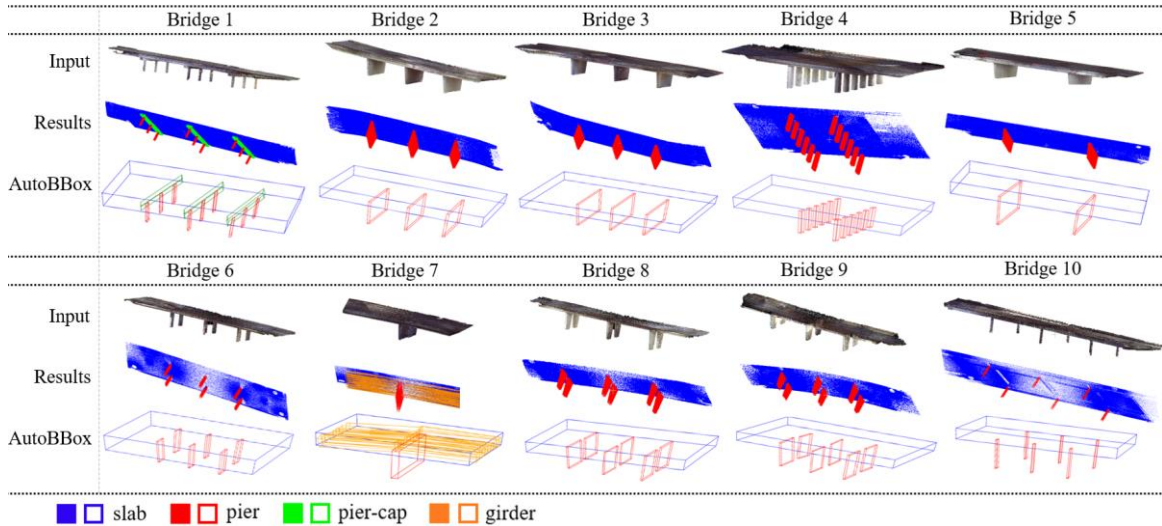 Bridge 1 Bridge 2 Bridge 3 Bridge 4 Bridge 5
Input
Results
AutoBBox
Bridge 6 Bridge 7 Bridge 8 Bridge 9 Bridge 10
Input
Results
AutoBBox
slab pier pier-cap girder